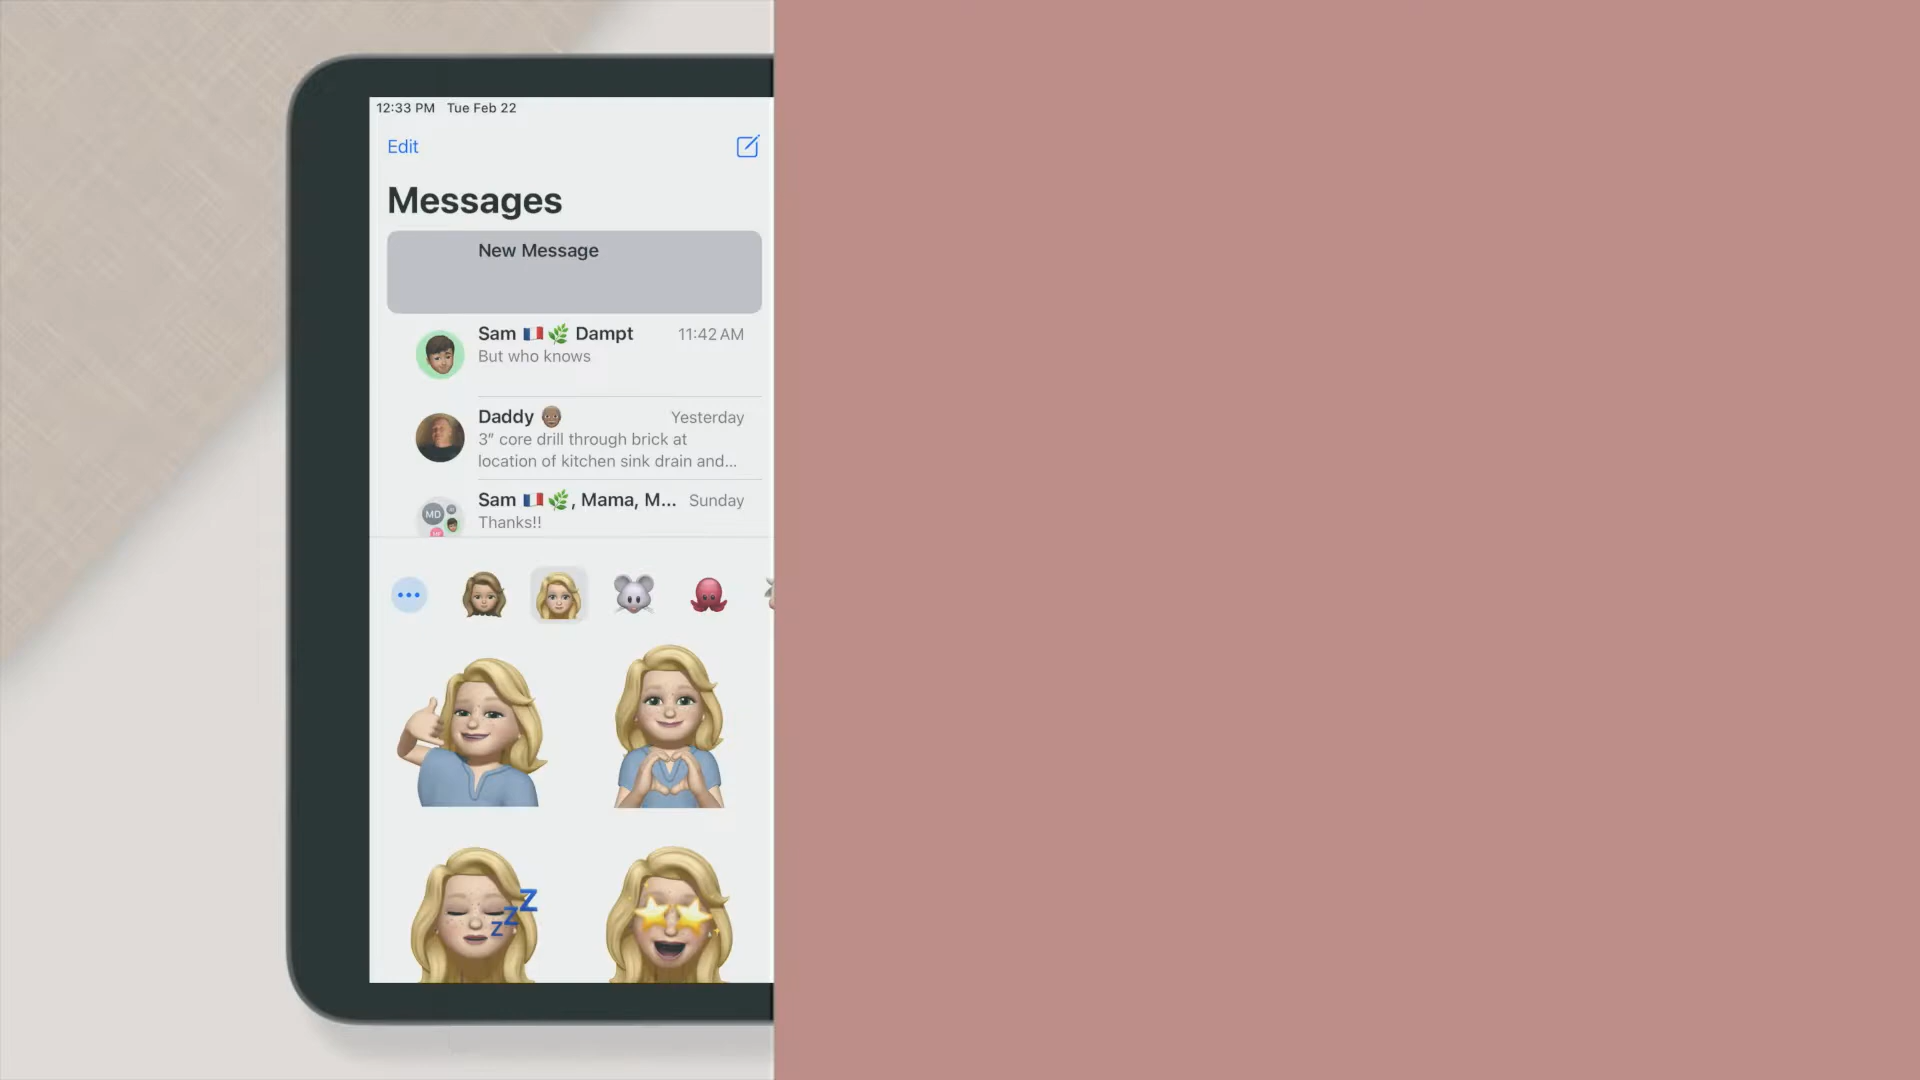 12:33 PM Tue Feb 22
Edit
Messages
New Message
Sam 🇫🇷🌿 Dampt 11:42 AM
But who knows
Daddy 👨🏽‍🦲 Yesterday
3” core drill through brick at
location of kitchen sink drain and...
Sam 🇫🇷🌿, Mama, M... Sunday
MD
Thanks!!
z z Z